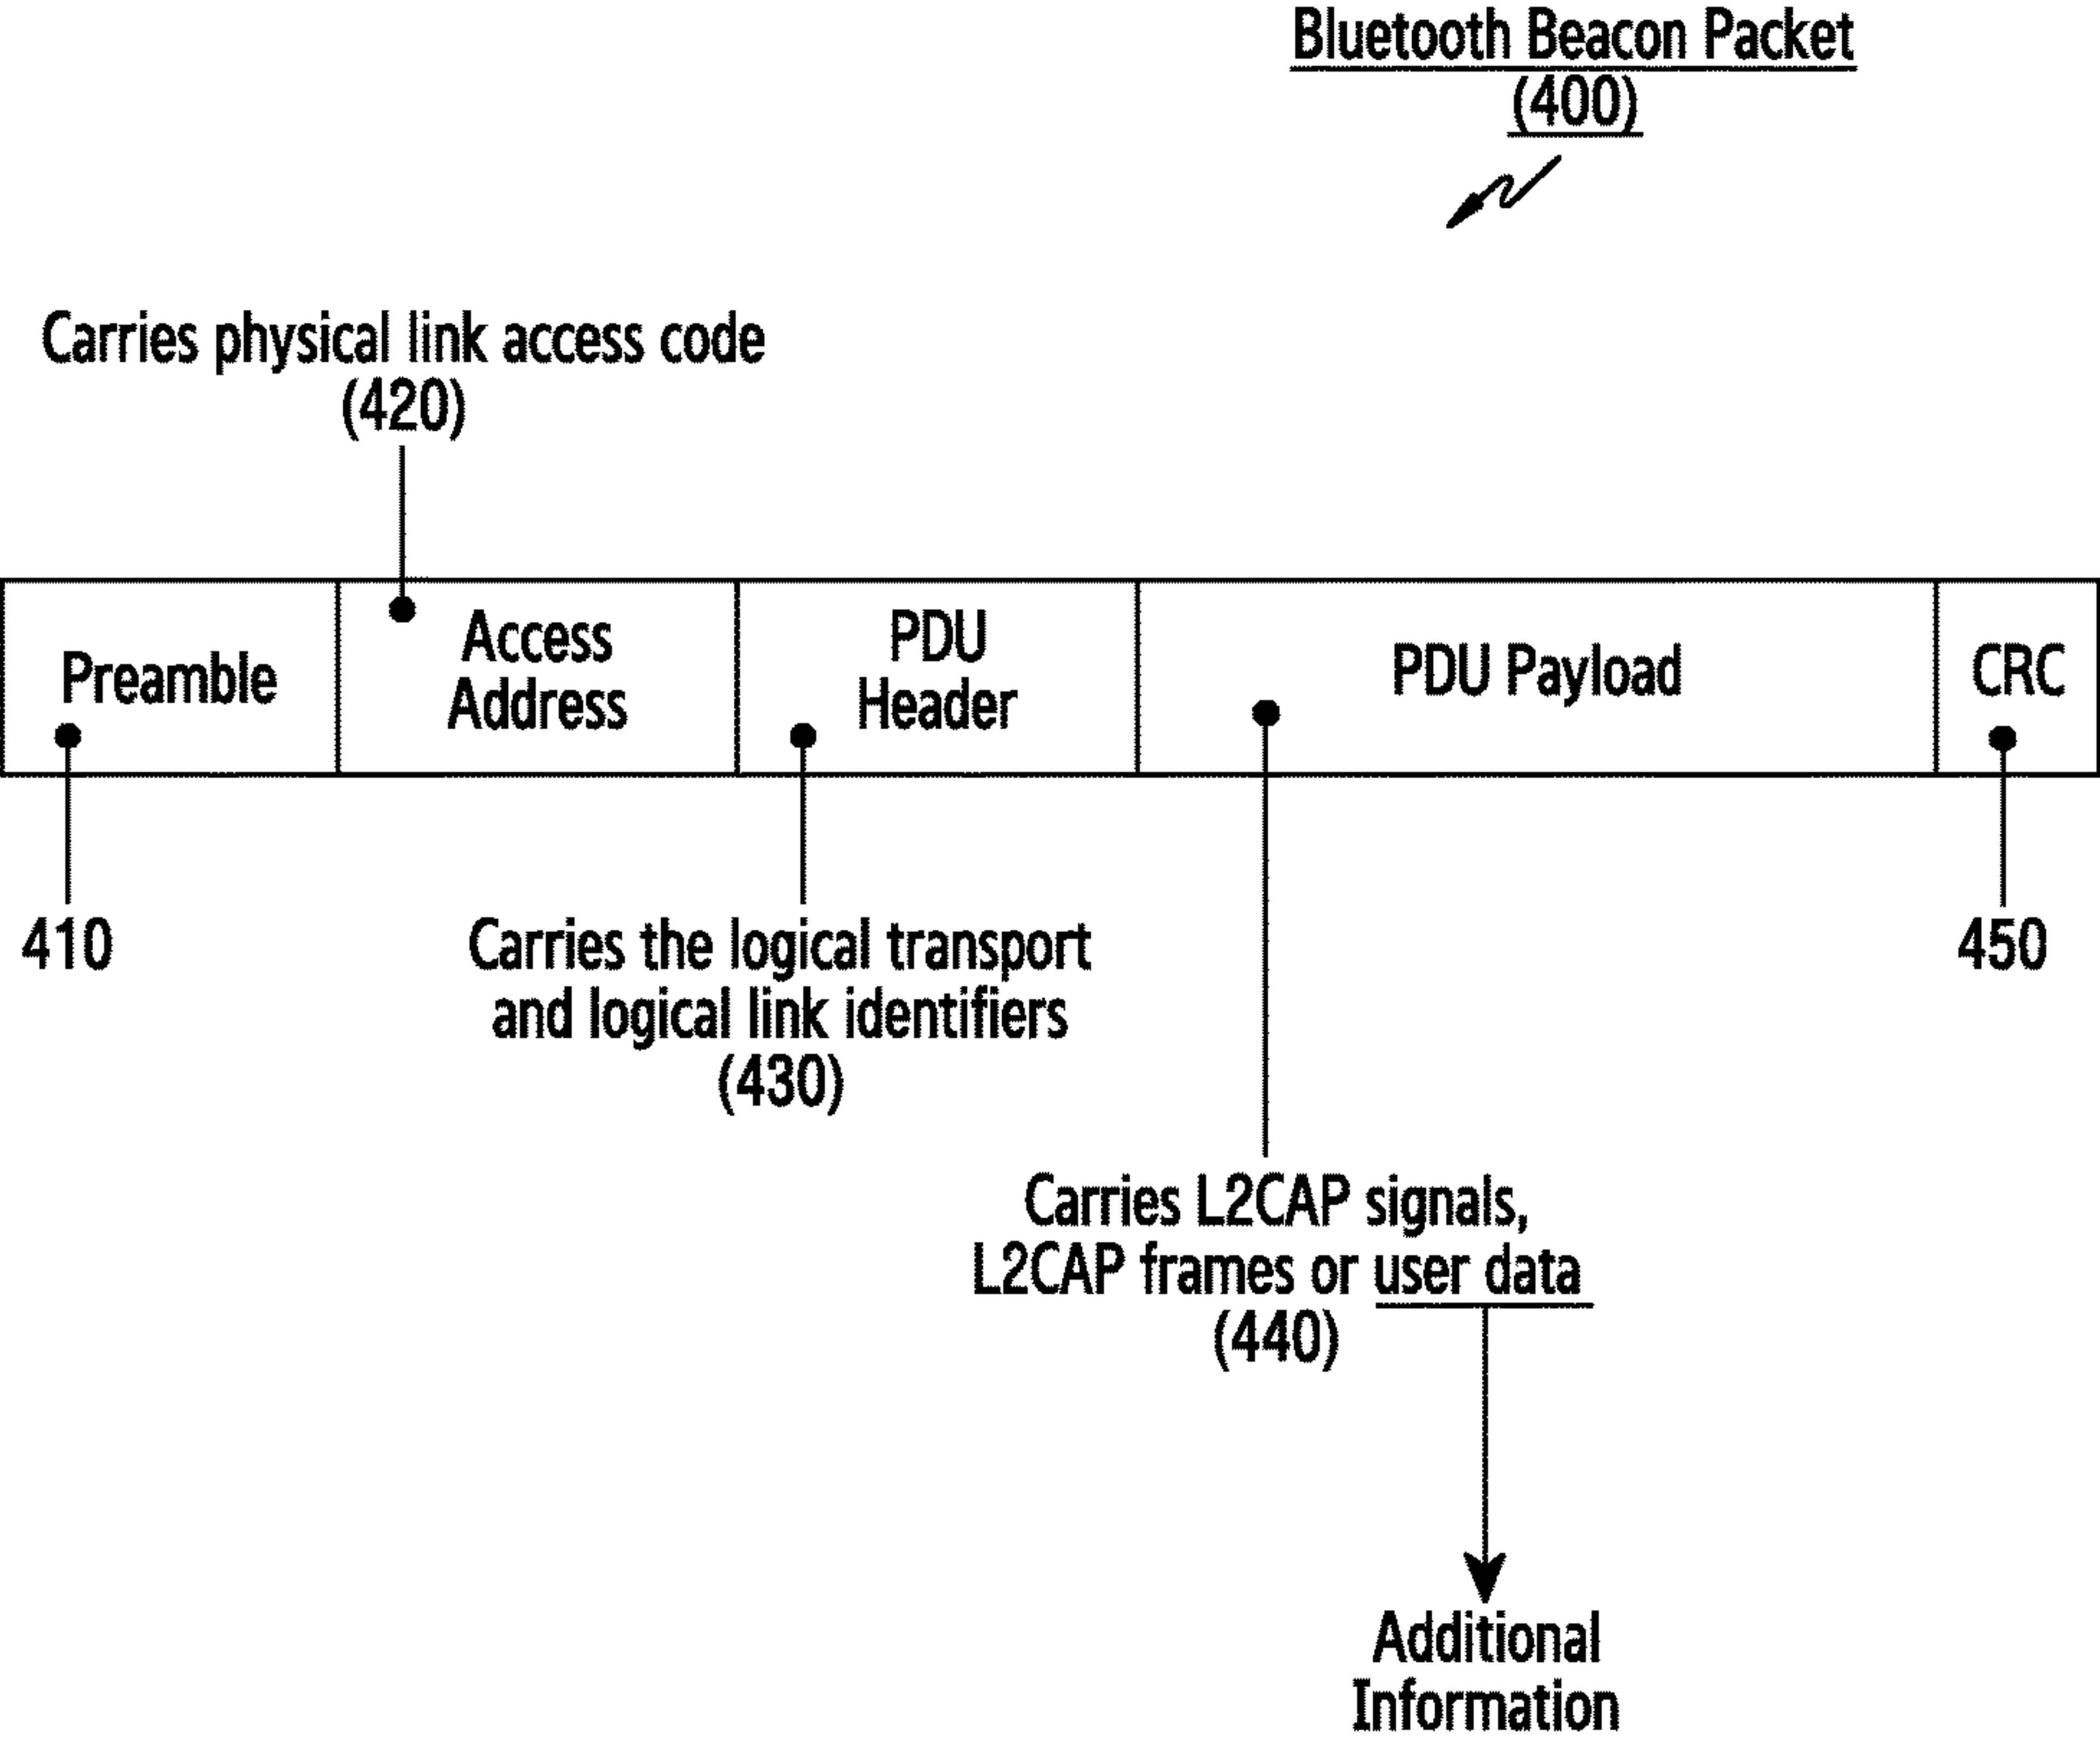 Bluetooth Beacon Packet
(400)
Carries physical link access code
(420)
Preamble
Access
Address
PDU
Header
PDU Payload
CRC
410
Carries the logical transport
and logical link identifiers
(430)
450
Carries L2CAP signals,
L2CAP frames or user data
(440)
Additional
Information